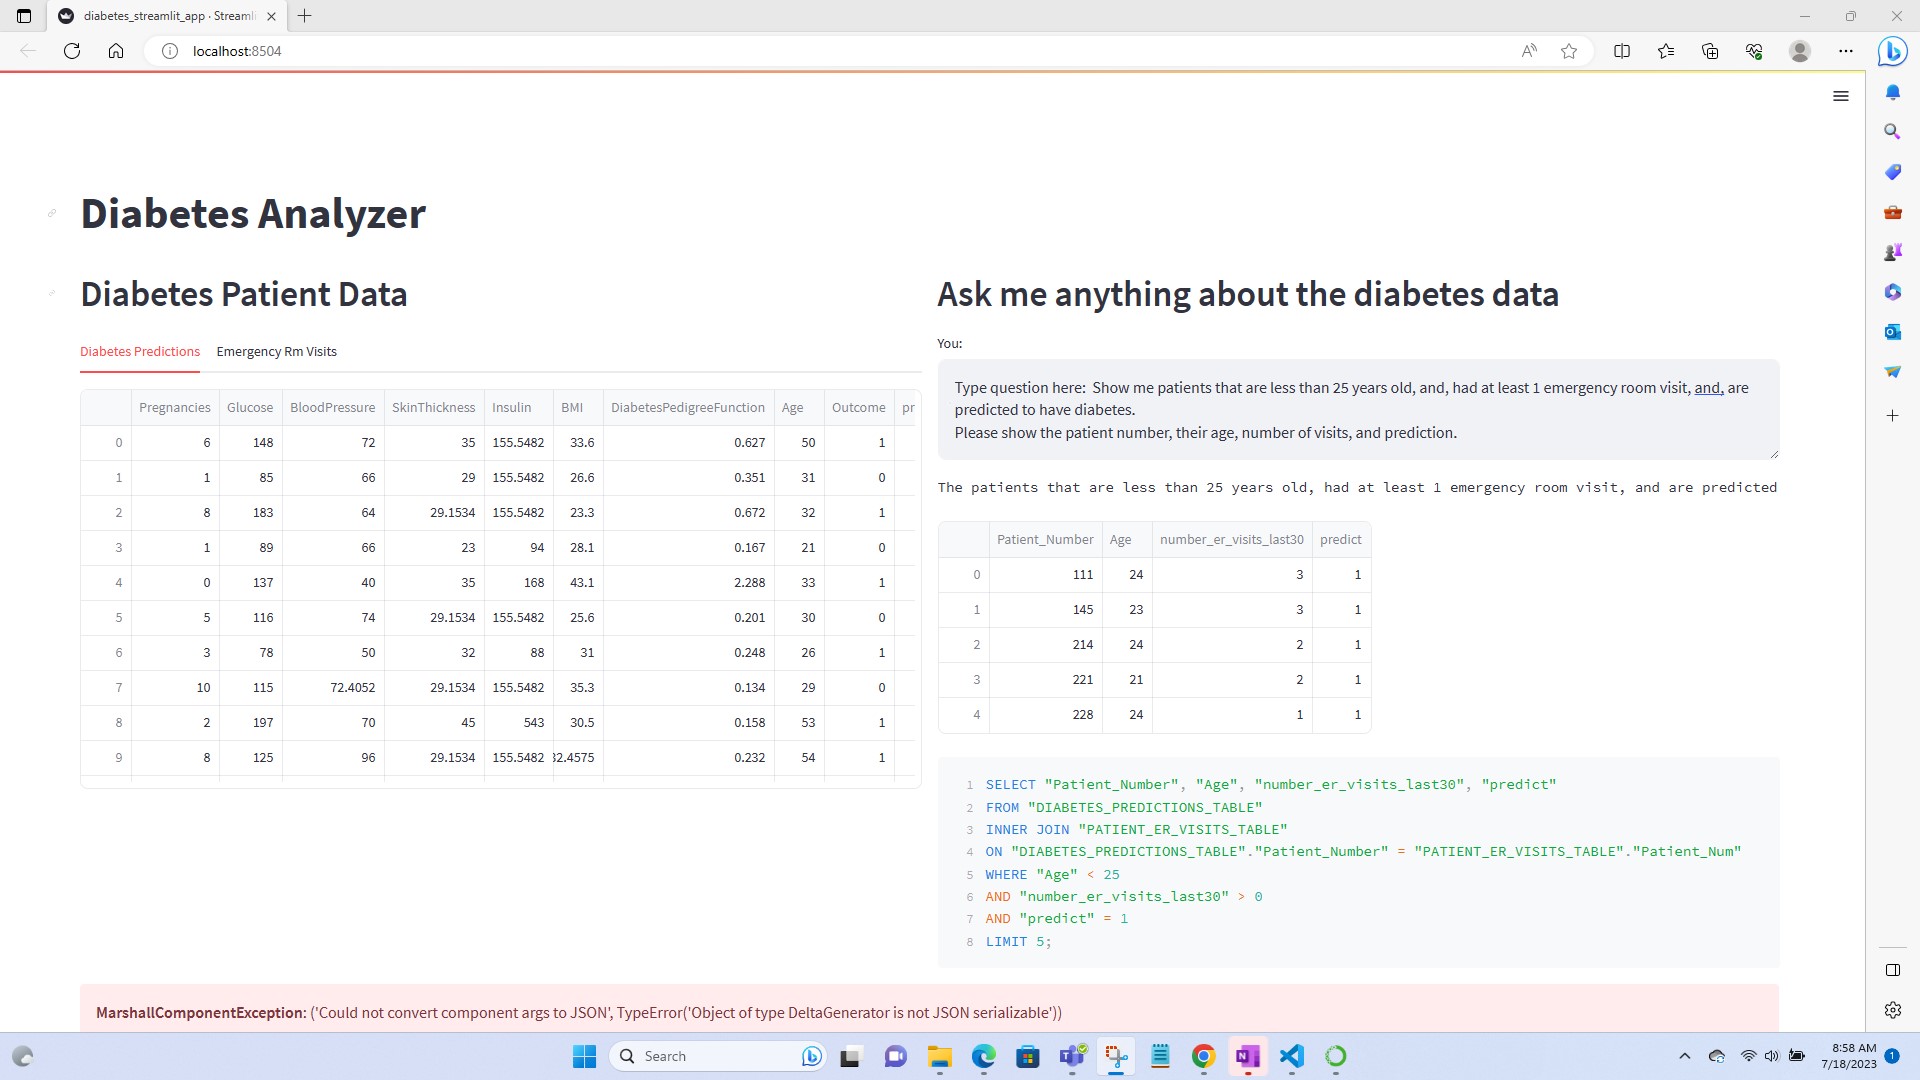 diabetes_streamlit_app · Streaml
localhost:8504
Diabetes Analyzer
Diabetes Patient Data
Diabetes Predictions Emergency Rm Visits
Pregnancies Glucose BloodPressure SkinThickness Insulin BMI DiabetesPedigreeFunction Age Outcome pr
0 6 148 72 35 155.5482 33.6 0.627 50 1
1 1 85 66 29 155.5482 26.6 0.351 31 0
2 8 183 64 29.1534 155.5482 23.3 0.672 32 1
3 1 89 66 23 94 28.1 0.167 21 0
4 0 137 40 35 168 43.1 2.288 33 1
5 5 116 74 29.1534 155.5482 25.6 0.201 30 0
6 3 78 50 32 88 31 0.248 26 1
7 10 115 72.4052 29.1534 155.5482 35.3 0.134 29 0
8 2 197 70 45 543 30.5 0.158 53 1
9 8 125 96 29.1534 155.5482 32.4575 0.232 54 1
Ask me anything about the diabetes data
You:
Type question here: Show me patients that are less than 25 years old, and, had at least 1 emergency room visit, and, are
predicted to have diabetes.
Please show the patient number, their age, number of visits, and prediction.
The patients that are less than 25 years old, had at least 1 emergency room visit, and are predicted
Patient_Number Age number_er_visits_last30 predict
0 111 24 3 1
1 145 23 3 1
2 214 24 2 1
3 221 21 2 1
4 228 24 1 1
1 SELECT "Patient_Number", "Age", "number_er_visits_last30", "predict"
2 FROM "DIABETES_PREDICTIONS_TABLE"
3 INNER JOIN "PATIENT_ER_VISITS_TABLE"
4 ON "DIABETES_PREDICTIONS_TABLE"."Patient_Number" = "PATIENT_ER_VISITS_TABLE"."Patient_Num"
5 WHERE "Age" < 25
6 AND "number_er_visits_last30" > 0
7 AND "predict" = 1
8 LIMIT 5;
MarshallComponentException: ('Could not convert component args to JSON', TypeError('Object of type DeltaGenerator is not JSON serializable'))
Search
8:58 AM
7/18/2023
1